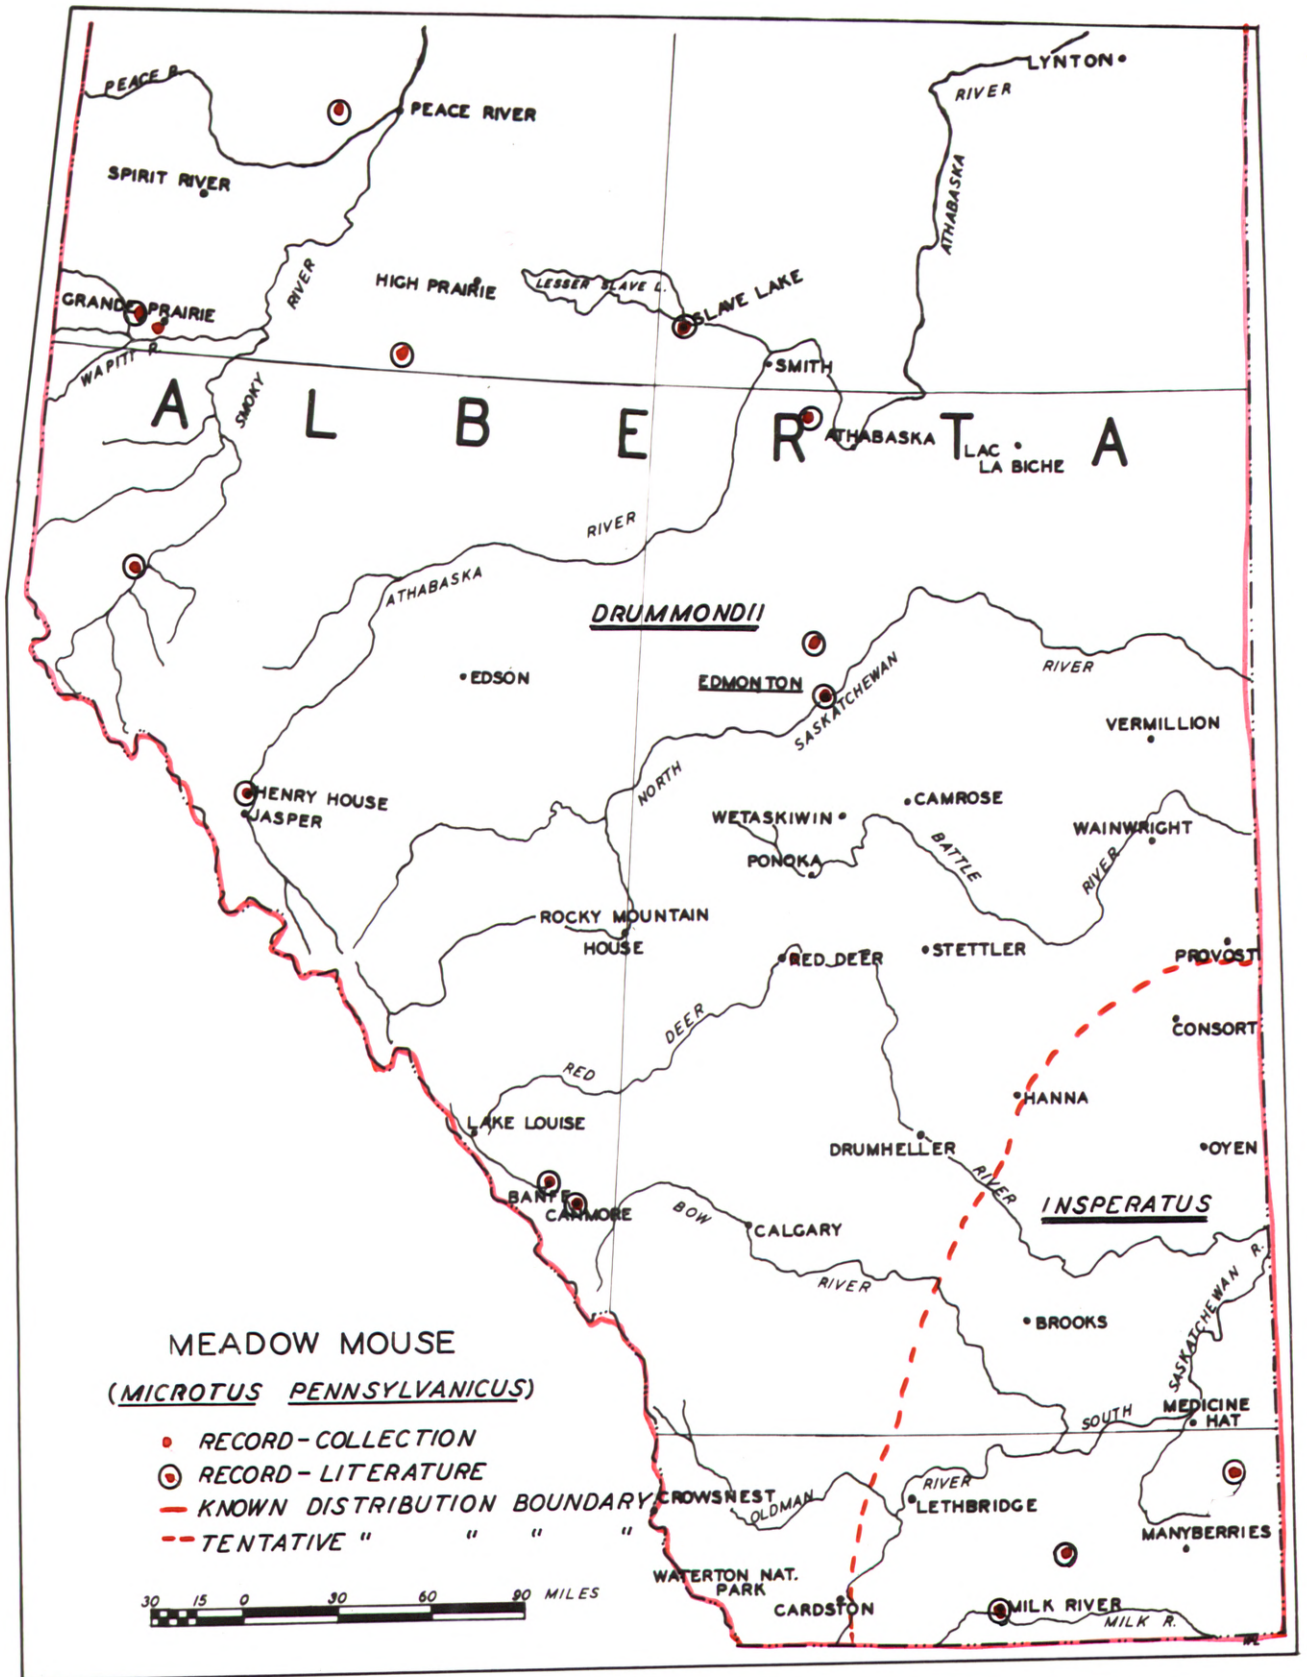 LYNTON
PEACE R.
RIVER
PEACE RIVER
SPIRIT RIVER
ATHABASKA
RIVER
HIGH PRAIRIE
LESSER SLAVE L.
SLAVE LAKE
GRANDE PRAIRIE
WAPITI R.
SMITH
SMOKY
ALBERTA
ATHABASKA
LAC
LA BICHE
RIVER
ATHABASKA
DRUMMONDII
EDSON
EDMONTON
SASKATCHEWAN
RIVER
VERMILLION
NORTH
HENRY HOUSE
JASPER
WETASKIWIN
CAMROSE
WAINWRIGHT
PONOKA
BATTLE
RIVER
ROCKY MOUNTAIN
HOUSE
RED DEER
STETTLER
PROVOST
DEER
CONSORT
RED
HANNA
LAKE LOUISE
DRUMHELLER
OYEN
RIVER
BANFF
CANMORE
INSPERATUS
BOW
CALGARY
RIVER
SASKATCHEWAN R.
BROOKS
MEADOW MOUSE
(MICROTUS PENNSYLVANICUS)
MEDICINE
HAT
SOUTH
RECORD-COLLECTION
RECORD-LITERATURE
KNOWN DISTRIBUTION BOUNDARY
TENTATIVE " " " "
CROWSNEST
OLDMAN
RIVER
LETHBRIDGE
MANYBERRIES
WATERTON NAT.
PARK
CARDSTON
MILK RIVER
MILK R.
30 15 0 30 60 90 MILES